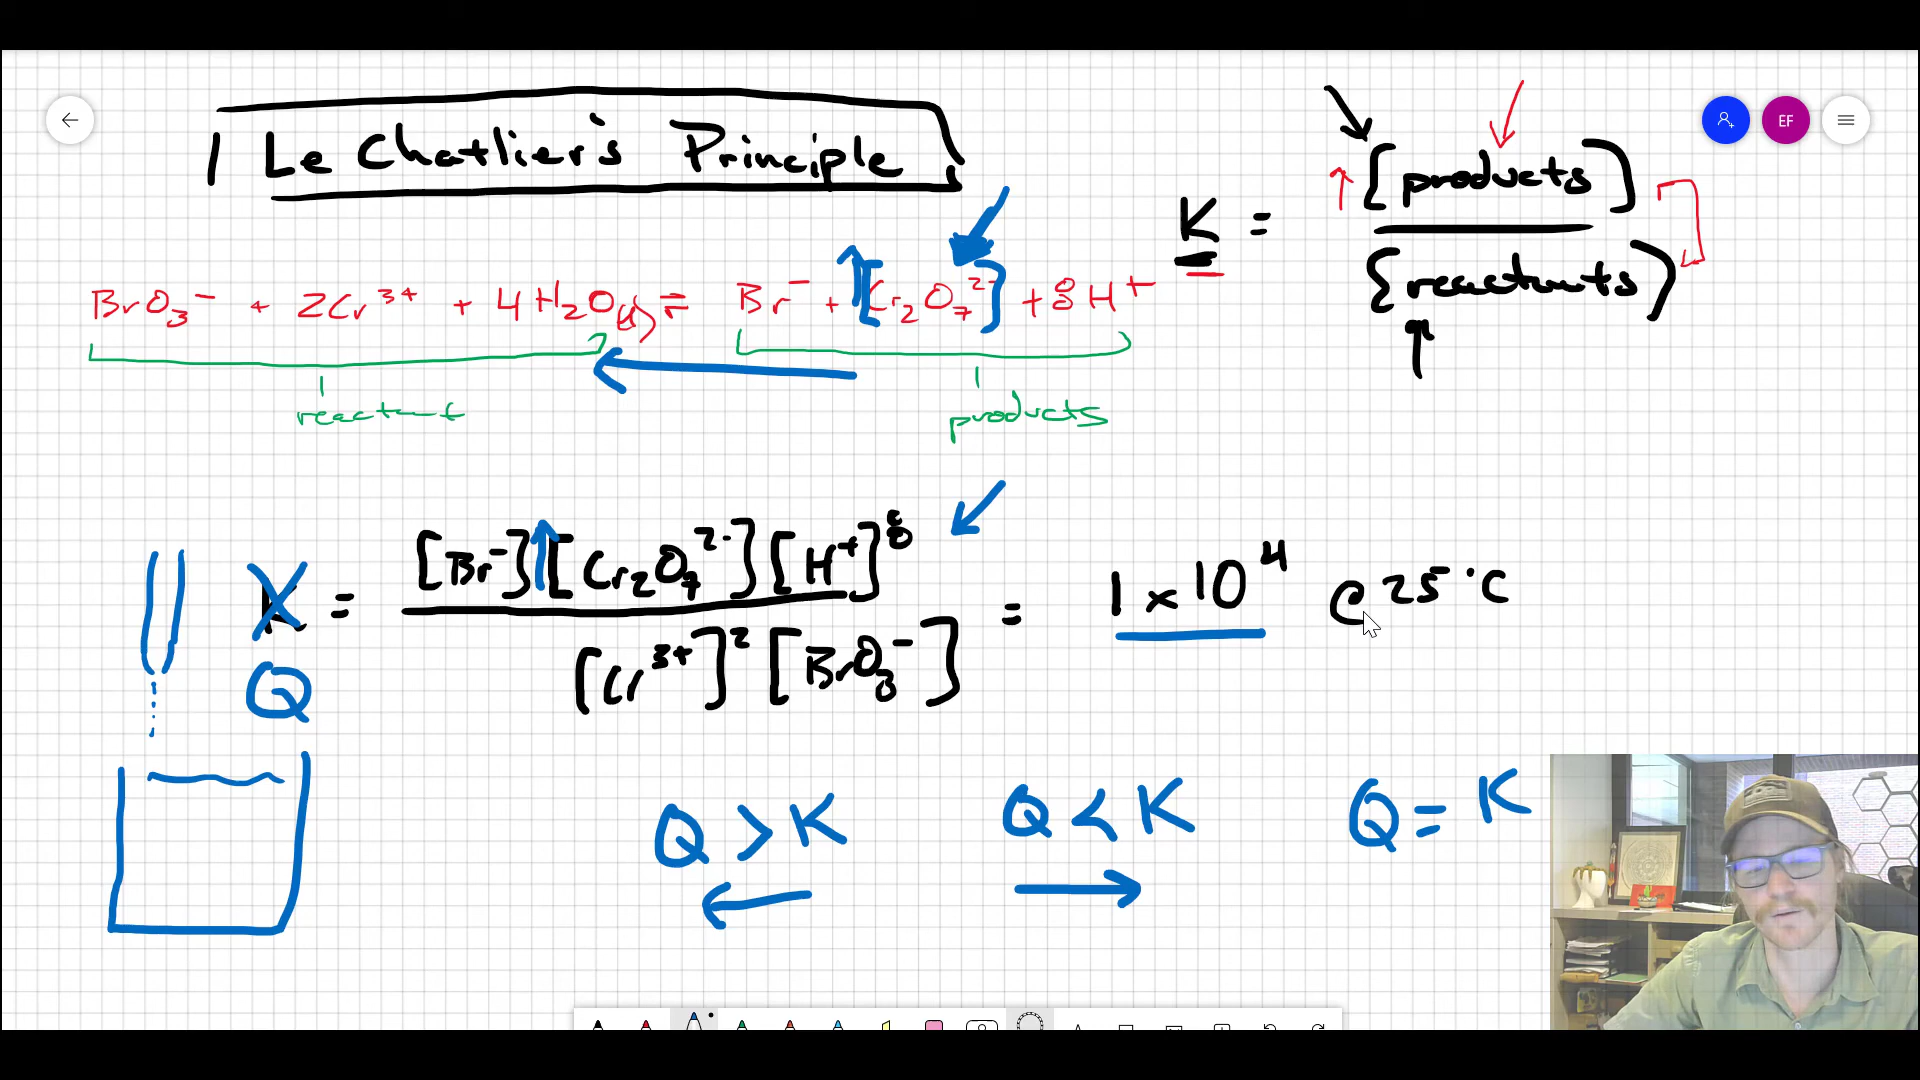 Le Chatlier's Principle
K = [products] / [reactants]
EF
BrO₃⁻ + 2Cr³⁺ + 4H₂O(l) ⇌ Br⁻ + [Cr₂O₇²⁻] + 8H⁺
reactant
products
K = [Br⁻][Cr₂O₇²⁻][H⁺]⁸ / [Cr³⁺]²[BrO₃⁻] = 1 x 10⁴ @ 25°C
Q
Q > K
Q < K
Q = K